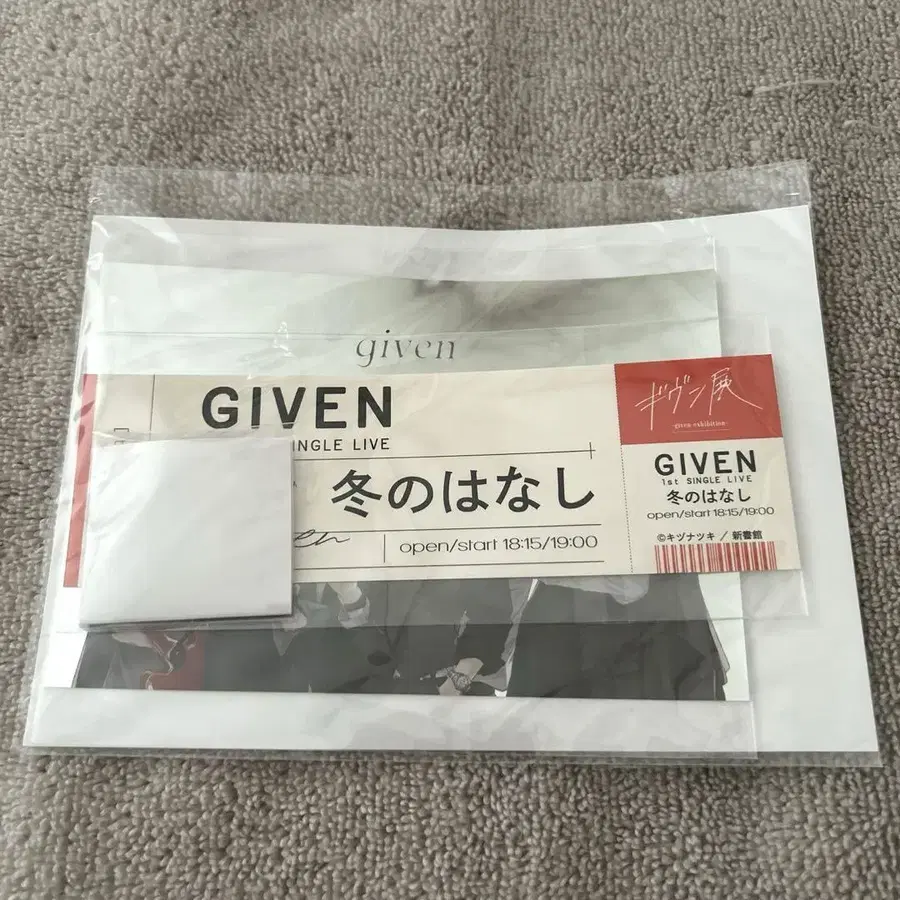 given
GIVEN
INGLE LIVE
冬のはなし
en
open/start 18:15/19:00
ギヴン展
-given exhibition-
GIVEN
1st SINGLE LIVE
冬のはなし
open/start 18:15/19:00
©キヅナツキ / 新書館